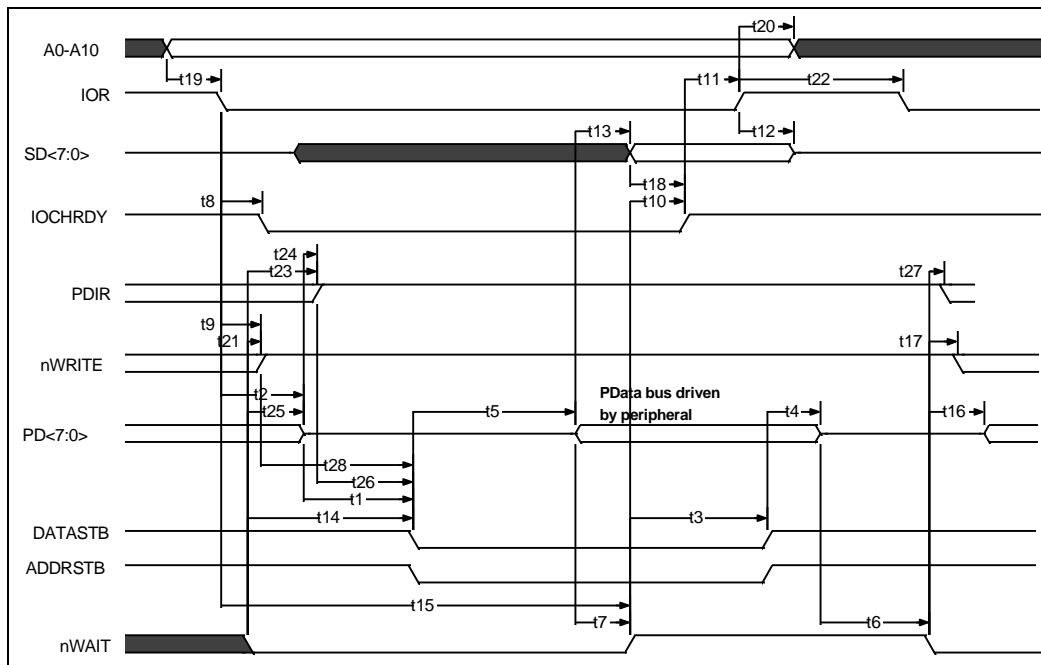 t20
A0-A10
t19
t11
t22
IOR
t13
t12
SD<7:0>
t18
t8
t10
IOCHRDY
t24
t23
t27
PDIR
t9
t21
t17
nWRITE
t2
PData bus driven
t25
t5
by peripheral
t4
t16
PD<7:0>
t28
t26
t1
t14
t3
DATASTB
ADDRSTB
t15
t7
t6
nWAIT